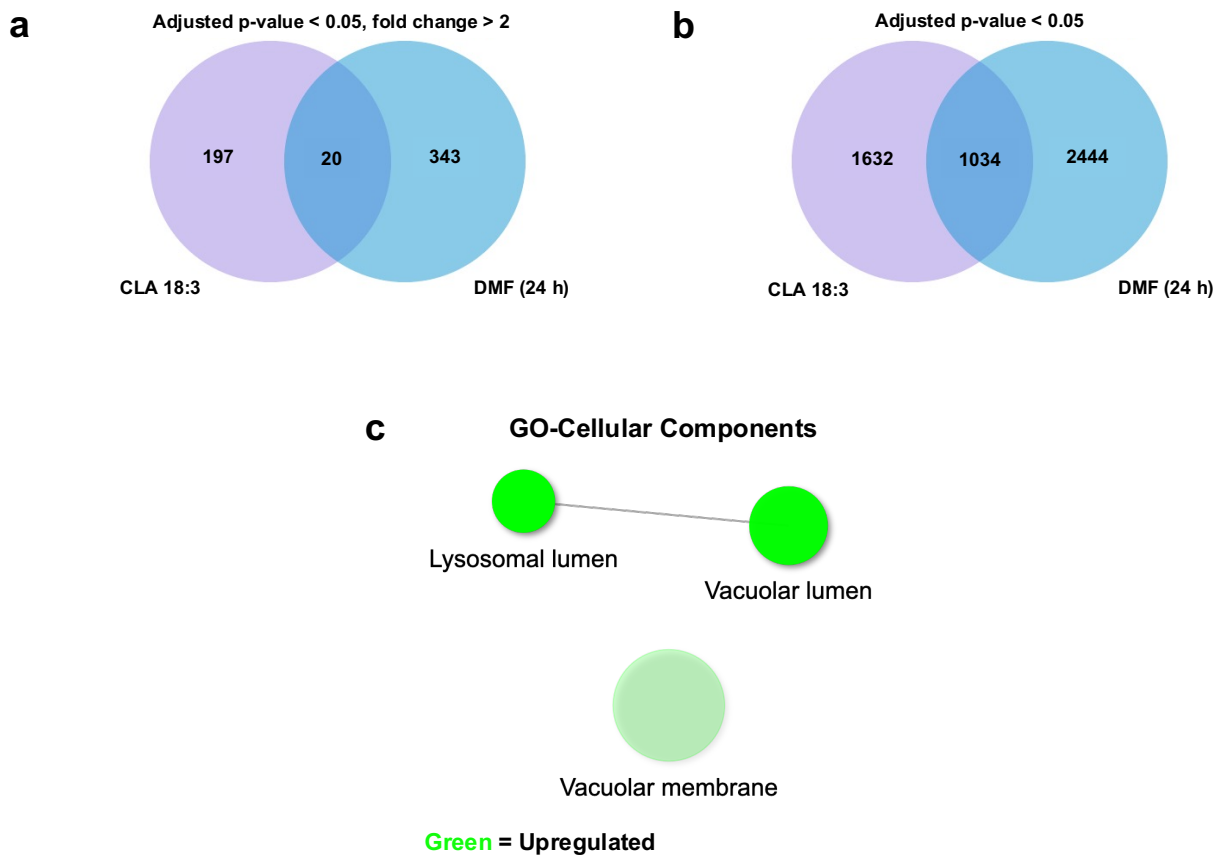 a
Adjusted p-value < 0.05, fold change > 2
197
20
343
CLA 18:3
DMF (24 h)
b
Adjusted p-value < 0.05
1632
1034
2444
CLA 18:3
DMF (24 h)
c
GO-Cellular Components
Lysosomal lumen
Vacuolar lumen
Vacuolar membrane
Green = Upregulated